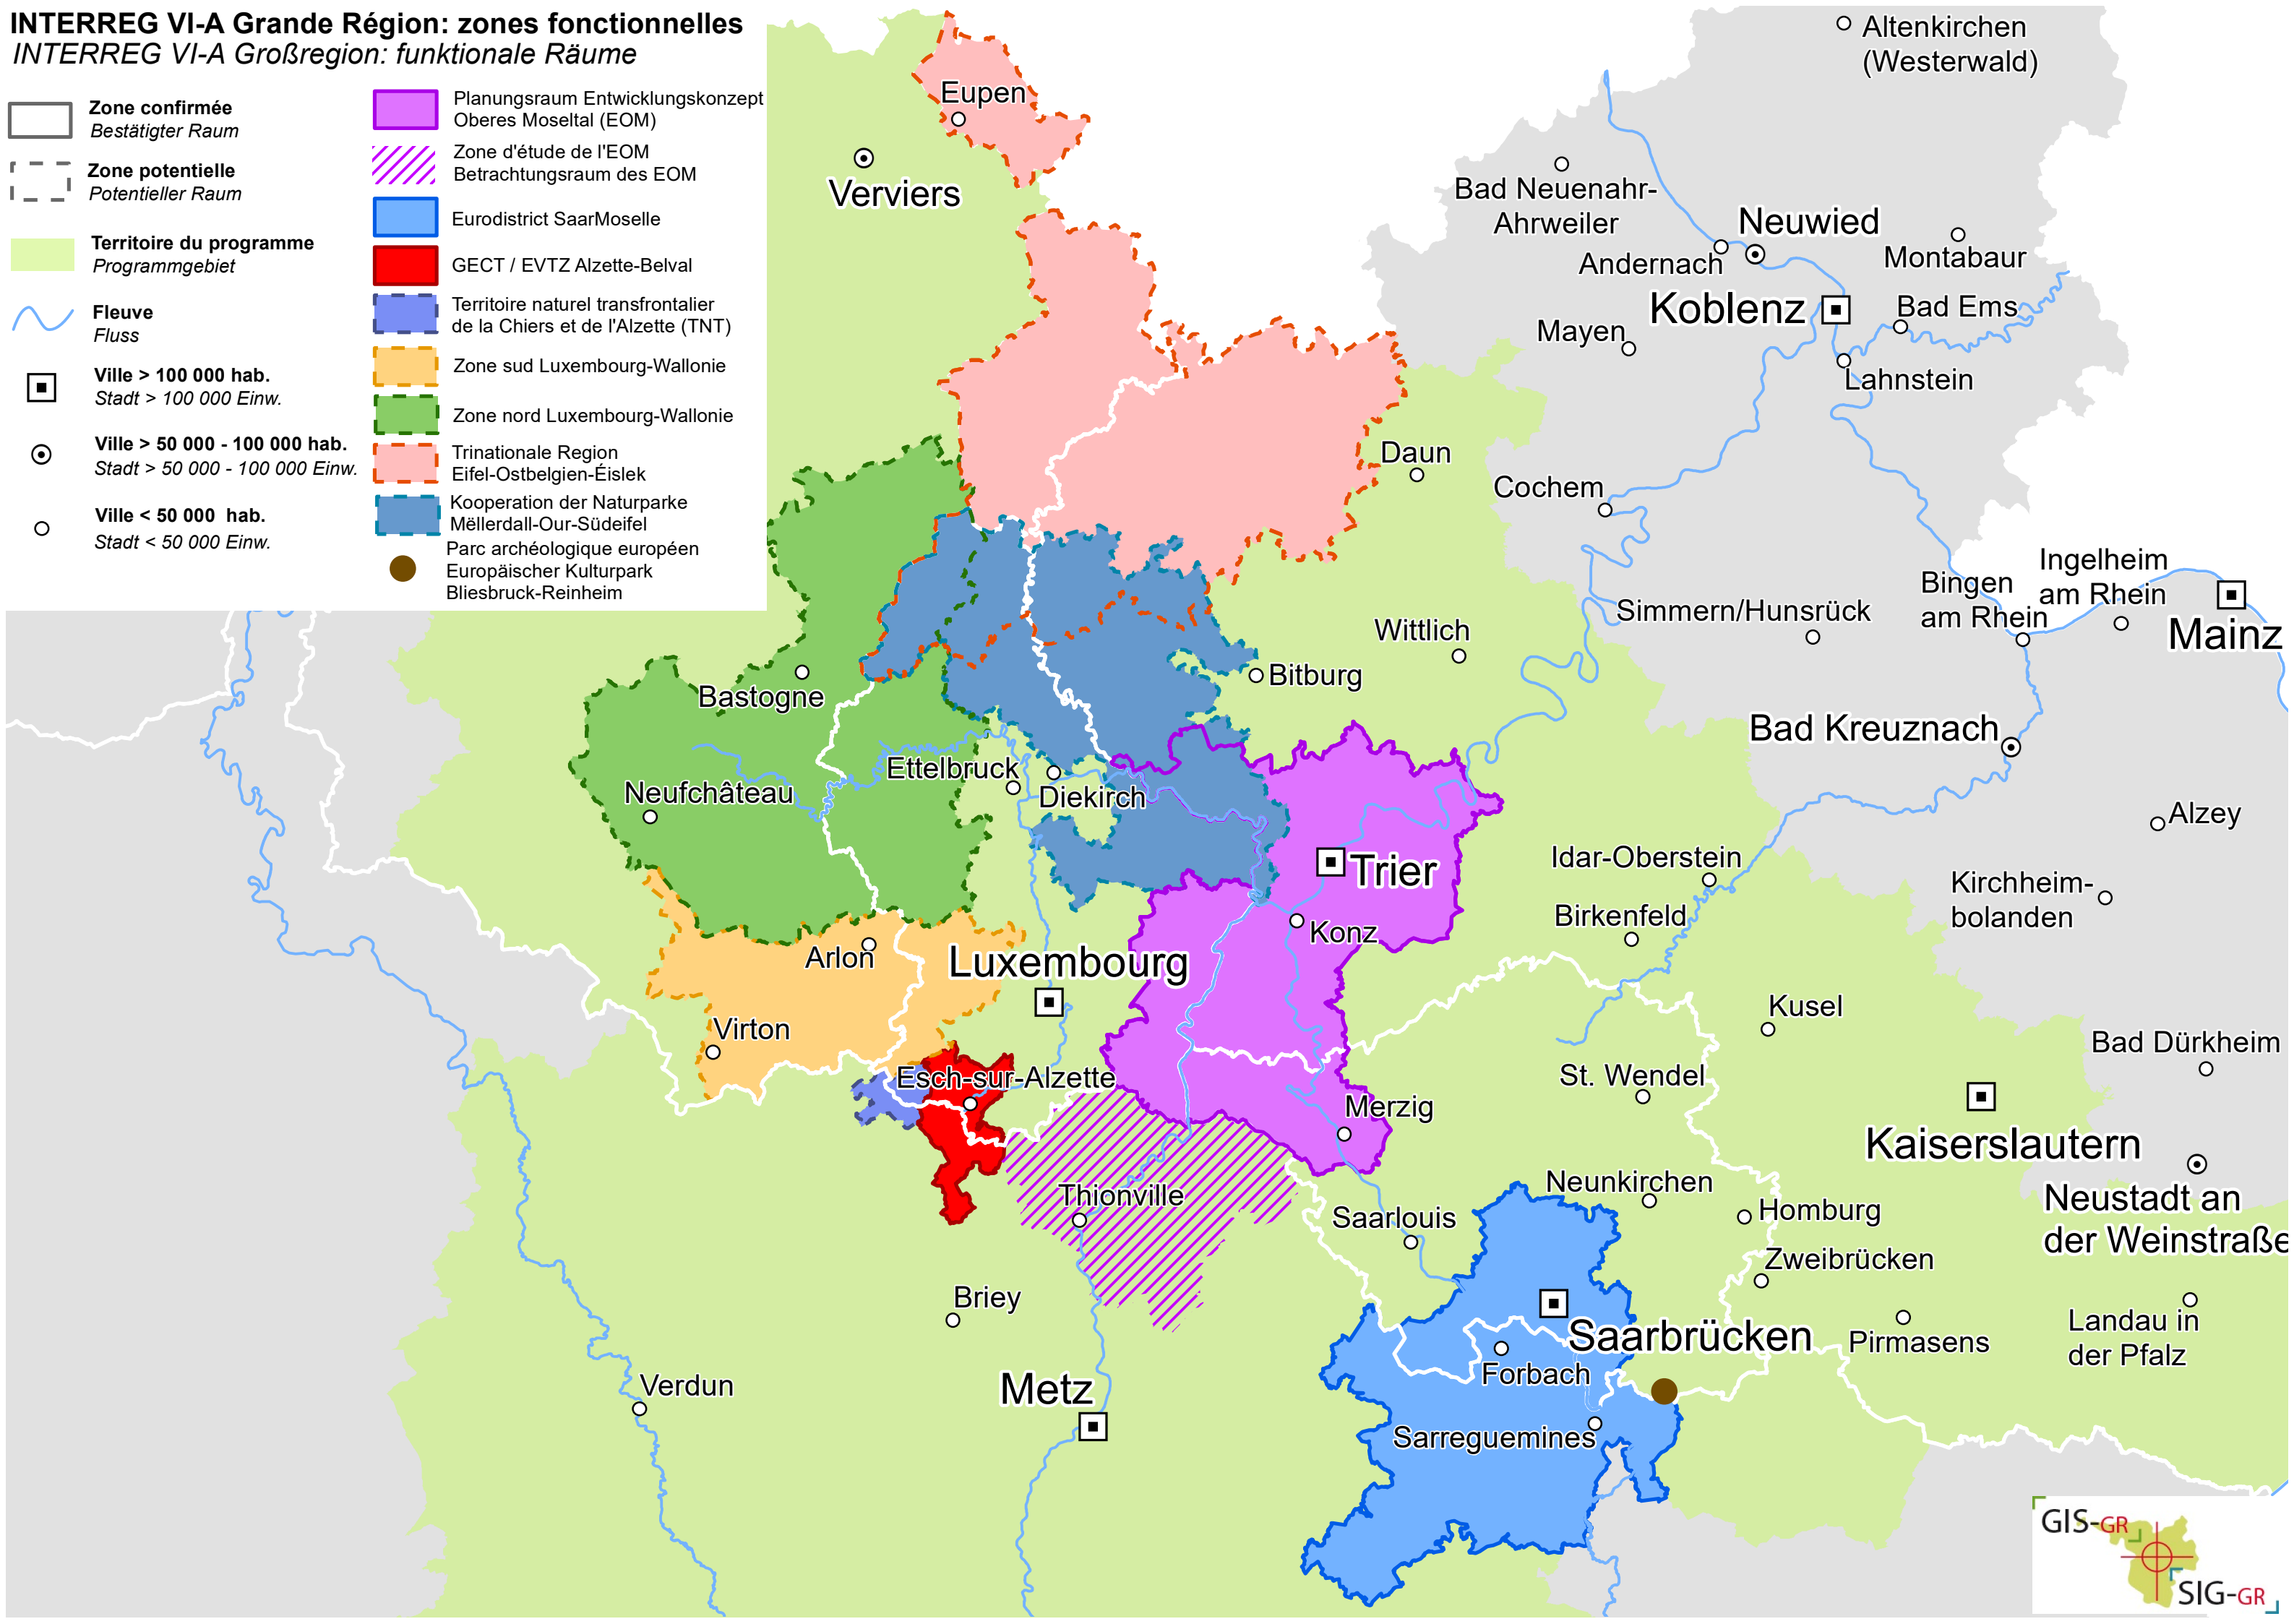 INTERREG VI-A Grande Région: zones fonctionnelles
INTERREG VI-A Großregion: funktionale Räume
Zone confirmée
Bestätigter Raum
Zone potentielle
Potentieller Raum
Territoire du programme
Programmgebiet
Fleuve
Fluss
Ville > 100 000 hab.
Stadt > 100 000 Einw.
Ville > 50 000 - 100 000 hab.
Stadt > 50 000 - 100 000 Einw.
Ville < 50 000 hab.
Stadt < 50 000 Einw.
Planungsraum Entwicklungskonzept
Oberes Moseltal (EOM)
Zone d'étude de l'EOM
Betrachtungsraum des EOM
Eurodistrict SaarMoselle
GECT / EVTZ Alzette-Belval
Territoire naturel transfrontalier
de la Chiers et de l'Alzette (TNT)
Zone sud Luxembourg-Wallonie
Zone nord Luxembourg-Wallonie
Trinationale Region
Eifel-Ostbelgien-Éislek
Kooperation der Naturparke
Mëllerdall-Our-Südeifel
Parc archéologique européen
Europäischer Kulturpark
Bliesbruck-Reinheim
Altenkirchen
(Westerwald)
Eupen
Verviers
Bad Neuenahr-
Ahrweiler
Neuwied
Andernach
Montabaur
Koblenz
Bad Ems
Mayen
Lahnstein
Daun
Cochem
Ingelheim
am Rhein
Bingen
am Rhein
Simmern/Hunsrück
Mainz
Wittlich
Bitburg
Bastogne
Bad Kreuznach
Ettelbruck
Diekirch
Neufchâteau
Alzey
Trier
Idar-Oberstein
Kirchheim-
bolanden
Birkenfeld
Konz
Arlon
Luxembourg
Virton
Kusel
Bad Dürkheim
Esch-sur-Alzette
St. Wendel
Merzig
Kaiserslautern
Neunkirchen
Thionville
Saarlouis
Homburg
Neustadt an
der Weinstraße
Zweibrücken
Briey
Saarbrücken
Pirmasens
Landau in
der Pfalz
Forbach
Verdun
Metz
Sarreguemines
GIS-GR
SIG-GR